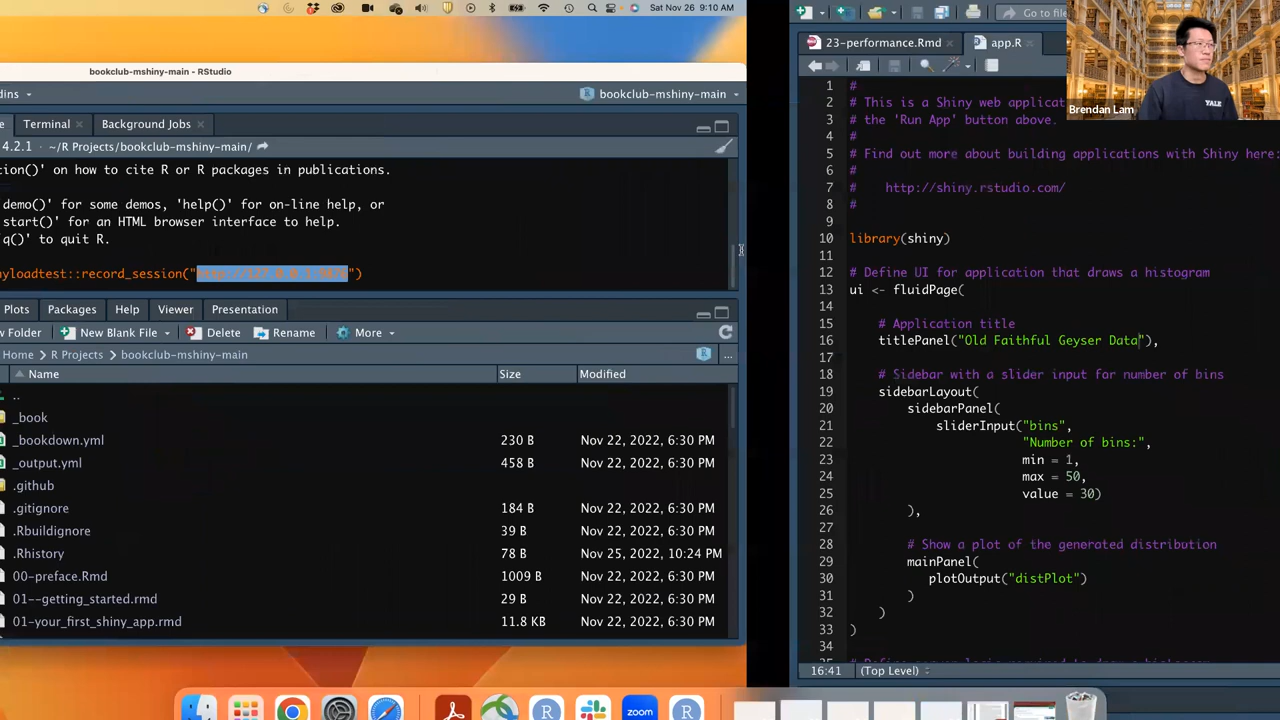 Sat Nov 26 9:10 AM
bookclub-mshiny-main - RStudio
dins
bookclub-mshiny-main
Terminal
Background Jobs
4.2.1 · ~/R Projects/bookclub-mshiny-main/
tion()' on how to cite R or R packages in publications.
demo()' for some demos, 'help()' for on-line help, or
start()' for an HTML browser interface to help.
q()' to quit R.
nyloadtest::record_session("
")
Plots
Packages
Help
Viewer
Presentation
w Folder
New Blank File
Delete
Rename
More
Home
R Projects
bookclub-mshiny-main
...
Name
Size
Modified
..
_book
_bookdown.yml
230 B
Nov 22, 2022, 6:30 PM
_output.yml
458 B
Nov 22, 2022, 6:30 PM
.github
.gitignore
184 B
Nov 22, 2022, 6:30 PM
.Rbuildignore
39 B
Nov 22, 2022, 6:30 PM
.Rhistory
78 B
Nov 25, 2022, 10:24 PM
00-preface.Rmd
1009 B
Nov 22, 2022, 6:30 PM
01--getting_started.rmd
29 B
Nov 22, 2022, 6:30 PM
01-your_first_shiny_app.rmd
11.8 KB
Nov 22, 2022, 6:30 PM
zoom
Go to file
23-performance.Rmd
app.R
Brendan Lam
YALE
1 #
2 # This is a Shiny web applicat
3 # the 'Run App' button above.
4 #
5 # Find out more about building applications with Shiny here:
6 #
7 # http://shiny.rstudio.com/
8 #
9
10 library(shiny)
11
12 # Define UI for application that draws a histogram
13 ui <- fluidPage(
14
15 # Application title
16 titlePanel("Old Faithful Geyser Data"),
17
18 # Sidebar with a slider input for number of bins
19 sidebarLayout(
20 sidebarPanel(
21 sliderInput("bins",
22 "Number of bins:",
23 min = 1,
24 max = 50,
25 value = 30)
26 ),
27
28 # Show a plot of the generated distribution
29 mainPanel(
30 plotOutput("distPlot")
31 )
32 )
33 )
34
16:41
(Top Level)